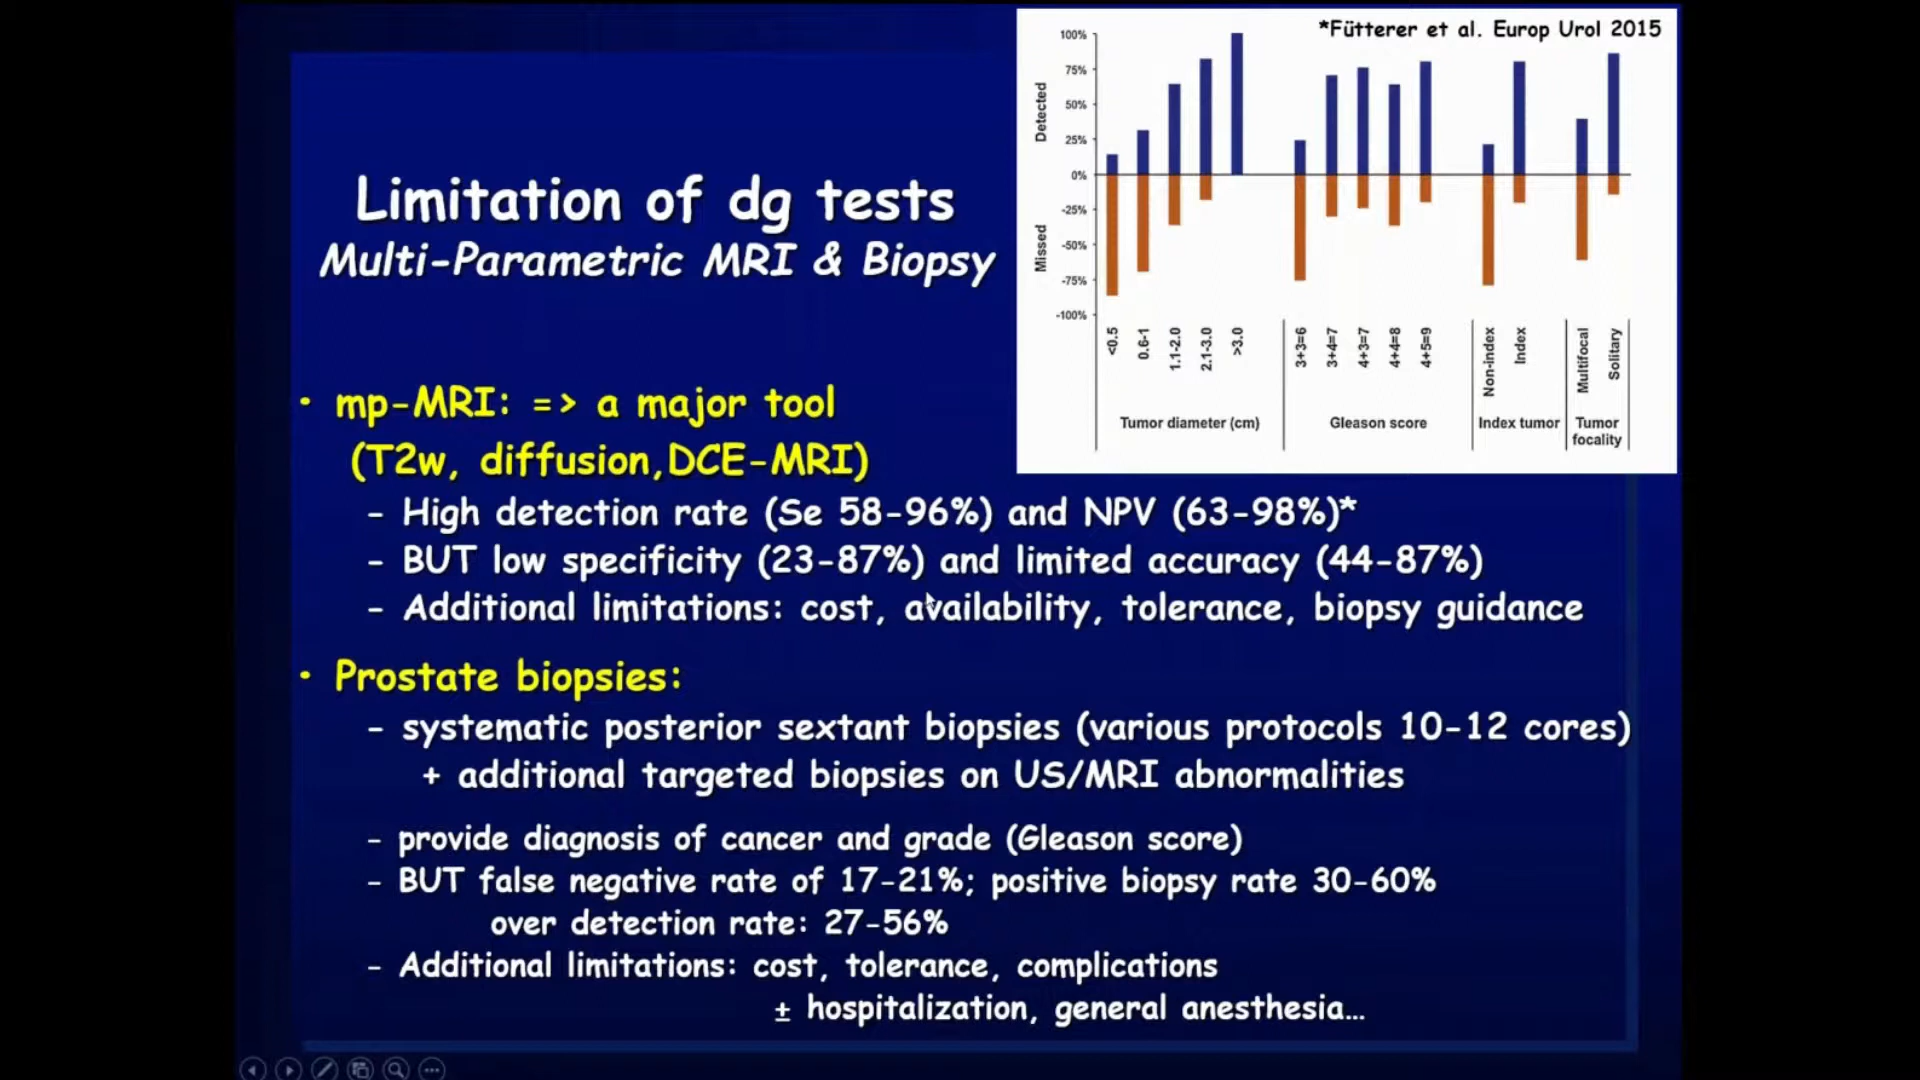 *Fütterer et al. Europ Urol 2015
100%
75%
50%
25%
0%
-25%
-50%
-75%
-100%
Detected
Missed
<0.5
0.6-1
1.1-2.0
2.1-3.0
>3.0
3+3=6
3+4=7
4+3=7
4+4=8
4+5=9
Non-index
Index
Multifocal
Solitary
Tumor diameter (cm)
Gleason score
Index tumor
Tumor
focality
Limitation of dg tests
Multi-Parametric MRI & Biopsy
• mp-MRI: => a major tool
(T2w, diffusion,DCE-MRI)
– High detection rate (Se 58-96%) and NPV (63-98%)*
– BUT low specificity (23-87%) and limited accuracy (44-87%)
– Additional limitations: cost, availability, tolerance, biopsy guidance
• Prostate biopsies:
– systematic posterior sextant biopsies (various protocols 10-12 cores)
+ additional targeted biopsies on US/MRI abnormalities
– provide diagnosis of cancer and grade (Gleason score)
– BUT false negative rate of 17-21%; positive biopsy rate 30-60%
over detection rate: 27-56%
– Additional limitations: cost, tolerance, complications
± hospitalization, general anesthesia…